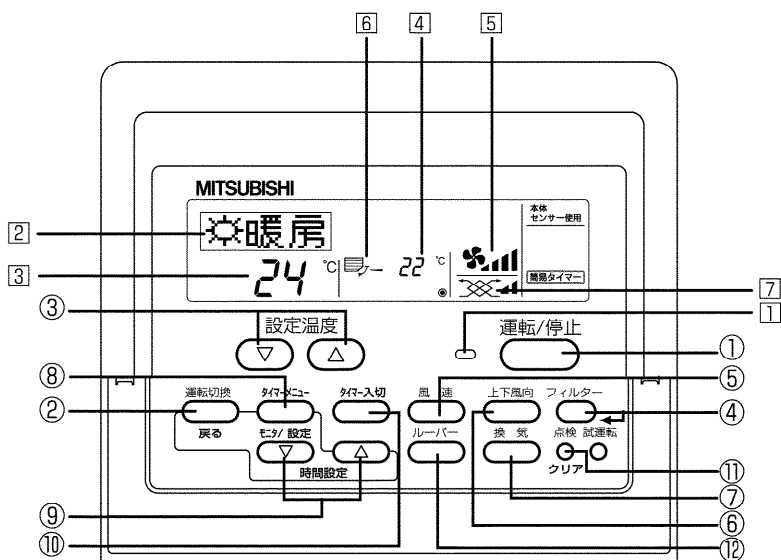 6 4 5
MITSUBISHI
本体
センサー使用
2
暖房
3
24 ℃
22 ℃
簡易タイマー
7
1
③
設定温度
運転/停止
①
▽ △
⑧
⑤
運転切換 タイマーメニュー タイマー入切 風 速 上下風向 フィルター
②
④
戻る モニタ/設定 ルーバー 換 気 点検 試運転
▽ △
時間設定
クリア
⑪
⑨
⑦
⑩
⑥
⑫